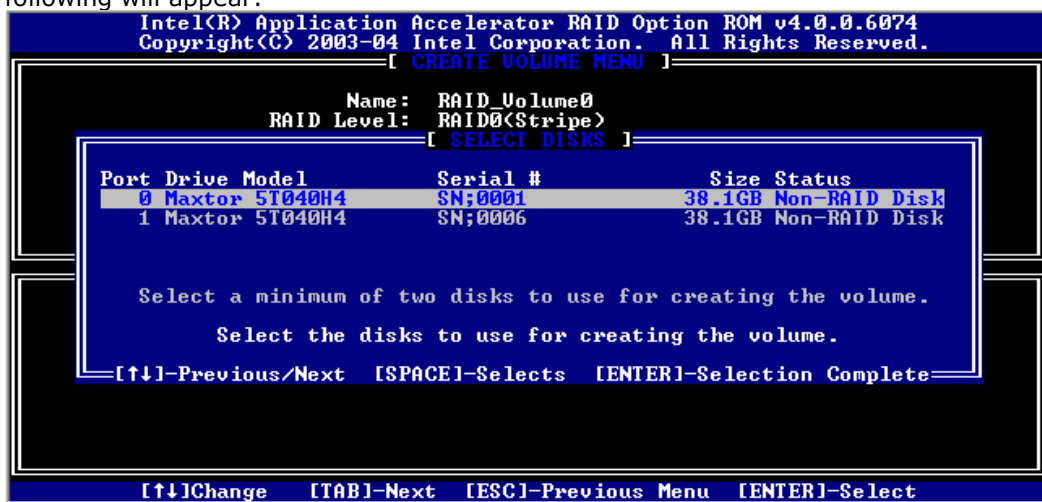 following will appear:
Intel(R) Application Accelerator RAID Option ROM v4.0.0.6074
Copyright(C) 2003-04 Intel Corporation. All Rights Reserved.
[ CREATE VOLUME MENU ]
Name: RAID_Volume0
RAID Level: RAID0(Stripe)
[ SELECT DISKS ]
Port Drive Model Serial # Size Status
0 Maxtor 5T040H4 SN;0001 38.1GB Non-RAID Disk
1 Maxtor 5T040H4 SN;0006 38.1GB Non-RAID Disk
Select a minimum of two disks to use for creating the volume.
Select the disks to use for creating the volume.
[↑↓]-Previous/Next [SPACE]-Selects [ENTER]-Selection Complete
[↑↓]Change [TAB]-Next [ESC]-Previous Menu [ENTER]-Select